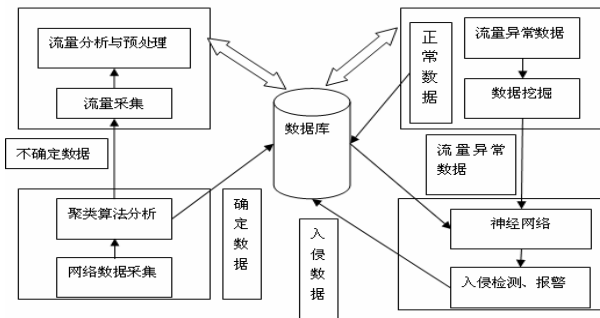 流量分析与预处理
流量采集
不确定数据
聚类算法分析
网络数据采集
数据库
确
定
数
据
入
侵
数
据
正
常
数
据
流量异常数据
数据挖掘
流量异常
数据
神经网络
入侵检测、报警